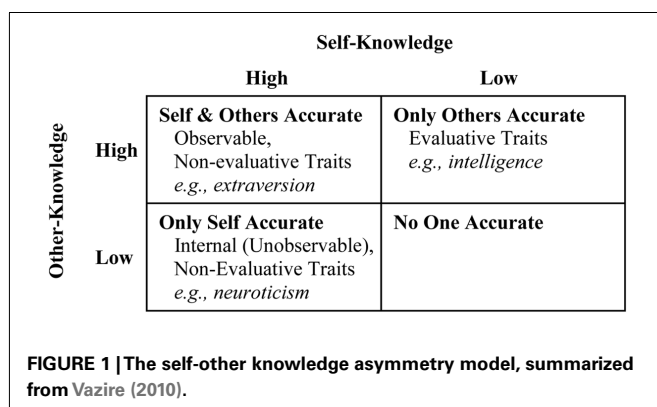 Self-Knowledge
High Low
Other-Knowledge
High
Self & Others Accurate
Observable,
Non-evaluative Traits
e.g., extraversion
Only Others Accurate
Evaluative Traits
e.g., intelligence
Low
Only Self Accurate
Internal (Unobservable),
Non-Evaluative Traits
e.g., neuroticism
No One Accurate
FIGURE 1 | The self-other knowledge asymmetry model, summarized
from Vazire (2010).